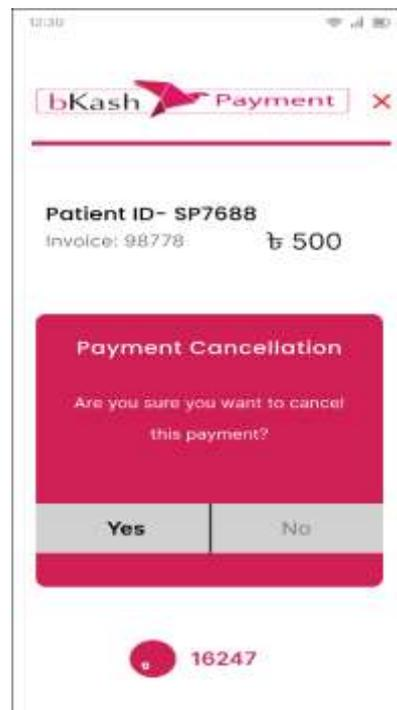 12:30
bKash Payment
Patient ID- SP7688
Invoice: 98778 ৳ 500
Payment Cancellation
Are you sure you want to cancel
this payment?
Yes No
16247